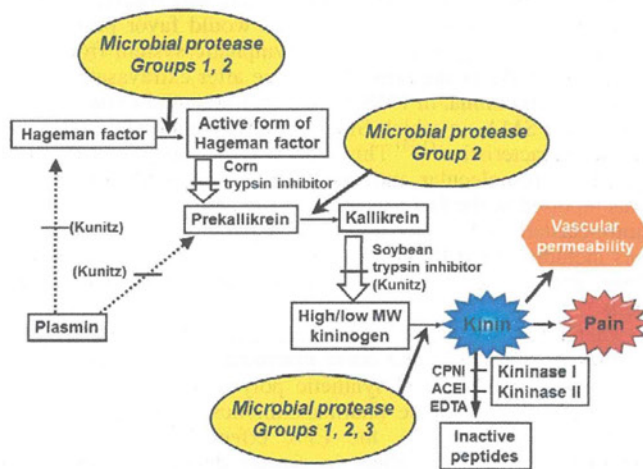 would favor
Microbial protease
Groups 1, 2
Hageman factor
Active form of
Hageman factor
Microbial protease
Group 2
Corn
trypsin inhibitor
Prekallikrein
Kallikrein
(Kunitz)
(Kunitz)
Plasmin
Soybean
trypsin inhibitor
(Kunitz)
Vascular
permeability
High/low MW
kininogen
Kinin
Pain
CPNI
ACEI
EDTA
Kininase I
Kininase II
Microbial protease
Groups 1, 2, 3
Inactive
peptides